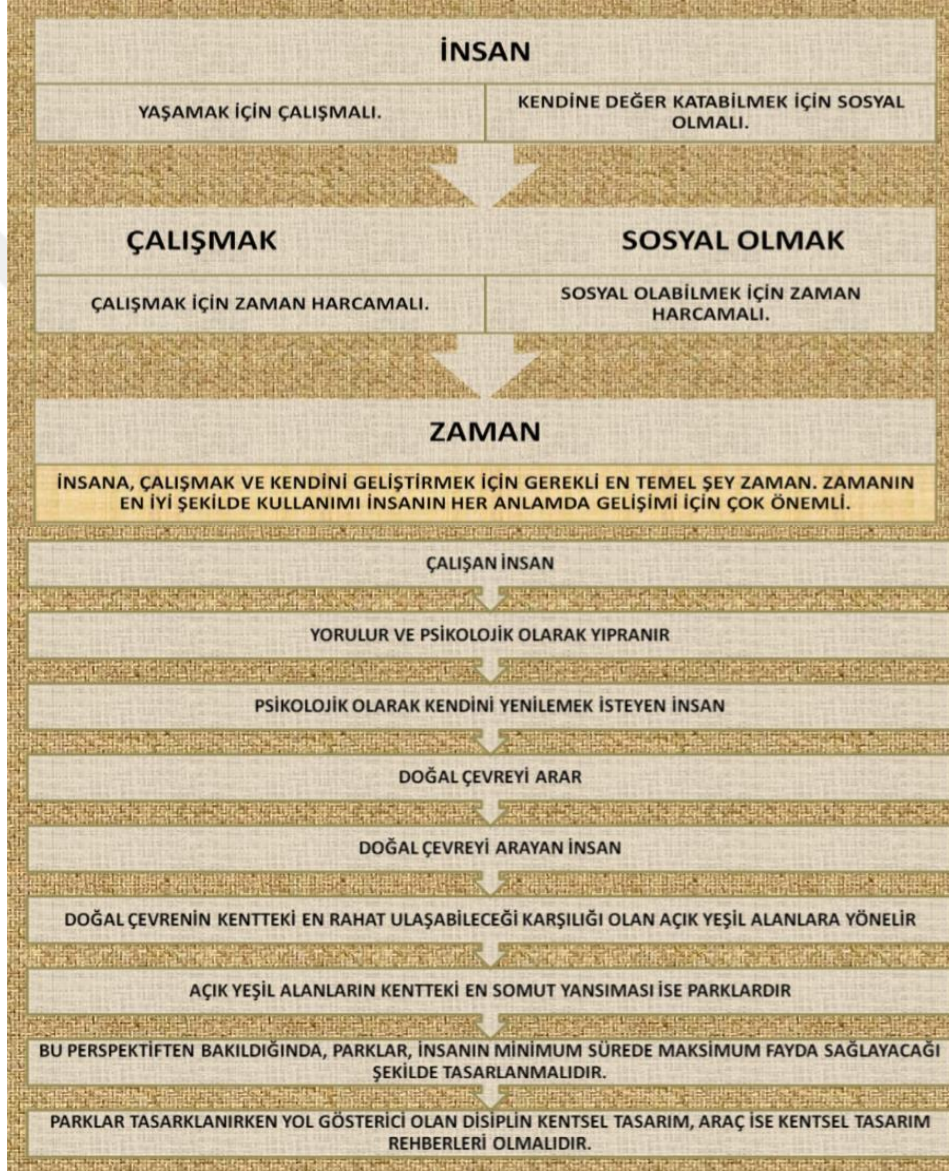 İNSAN
YAŞAMAK İÇİN ÇALIŞMALI.
KENDİNE DEĞER KATABİLMEK İÇİN SOSYAL
OLMALI.
ÇALIŞMAK
SOSYAL OLMAK
ÇALIŞMAK İÇİN ZAMAN HARCAMALI.
SOSYAL OLABİLMEK İÇİN ZAMAN
HARCAMALI.
ZAMAN
İNSANA, ÇALIŞMAK VE KENDİNİ GELİŞTİRMEK İÇİN GEREKLİ EN TEMEL ŞEY ZAMAN. ZAMANIN
EN İYİ ŞEKİLDE KULLANIMI İNSANIN HER ANLAMDA GELİŞİMİ İÇİN ÇOK ÖNEMLİ.
ÇALIŞAN İNSAN
YORULUR VE PSİKOLOJİK OLARAK YIPRANIR
PSİKOLOJİK OLARAK KENDİNİ YENİLEMEK İSTEYEN İNSAN
DOĞAL ÇEVREYİ ARAR
DOĞAL ÇEVREYİ ARAYAN İNSAN
DOĞAL ÇEVRENİN KENTTEKİ EN RAHAT ULAŞABİLECEĞİ KARŞILIĞI OLAN AÇIK YEŞİL ALANLARA YÖNELİR
AÇIK YEŞİL ALANLARIN KENTTEKİ EN SOMUT YANSIMASI İSE PARKLARDIR
BU PERSPEKTİFTEN BAKILDIĞINDA, PARKLAR, İNSANIN MİNİMUM SÜREDE MAKSİMUM FAYDA SAĞLAYACAĞI
ŞEKİLDE TASARLANMALIDIR.
PARKLAR TASARKLANIRKEN YOL GÖSTERİCİ OLAN DİSİPLİN KENTSEL TASARIM, ARAÇ İSE KENTSEL TASARIM
REHBERLERİ OLMALIDIR.